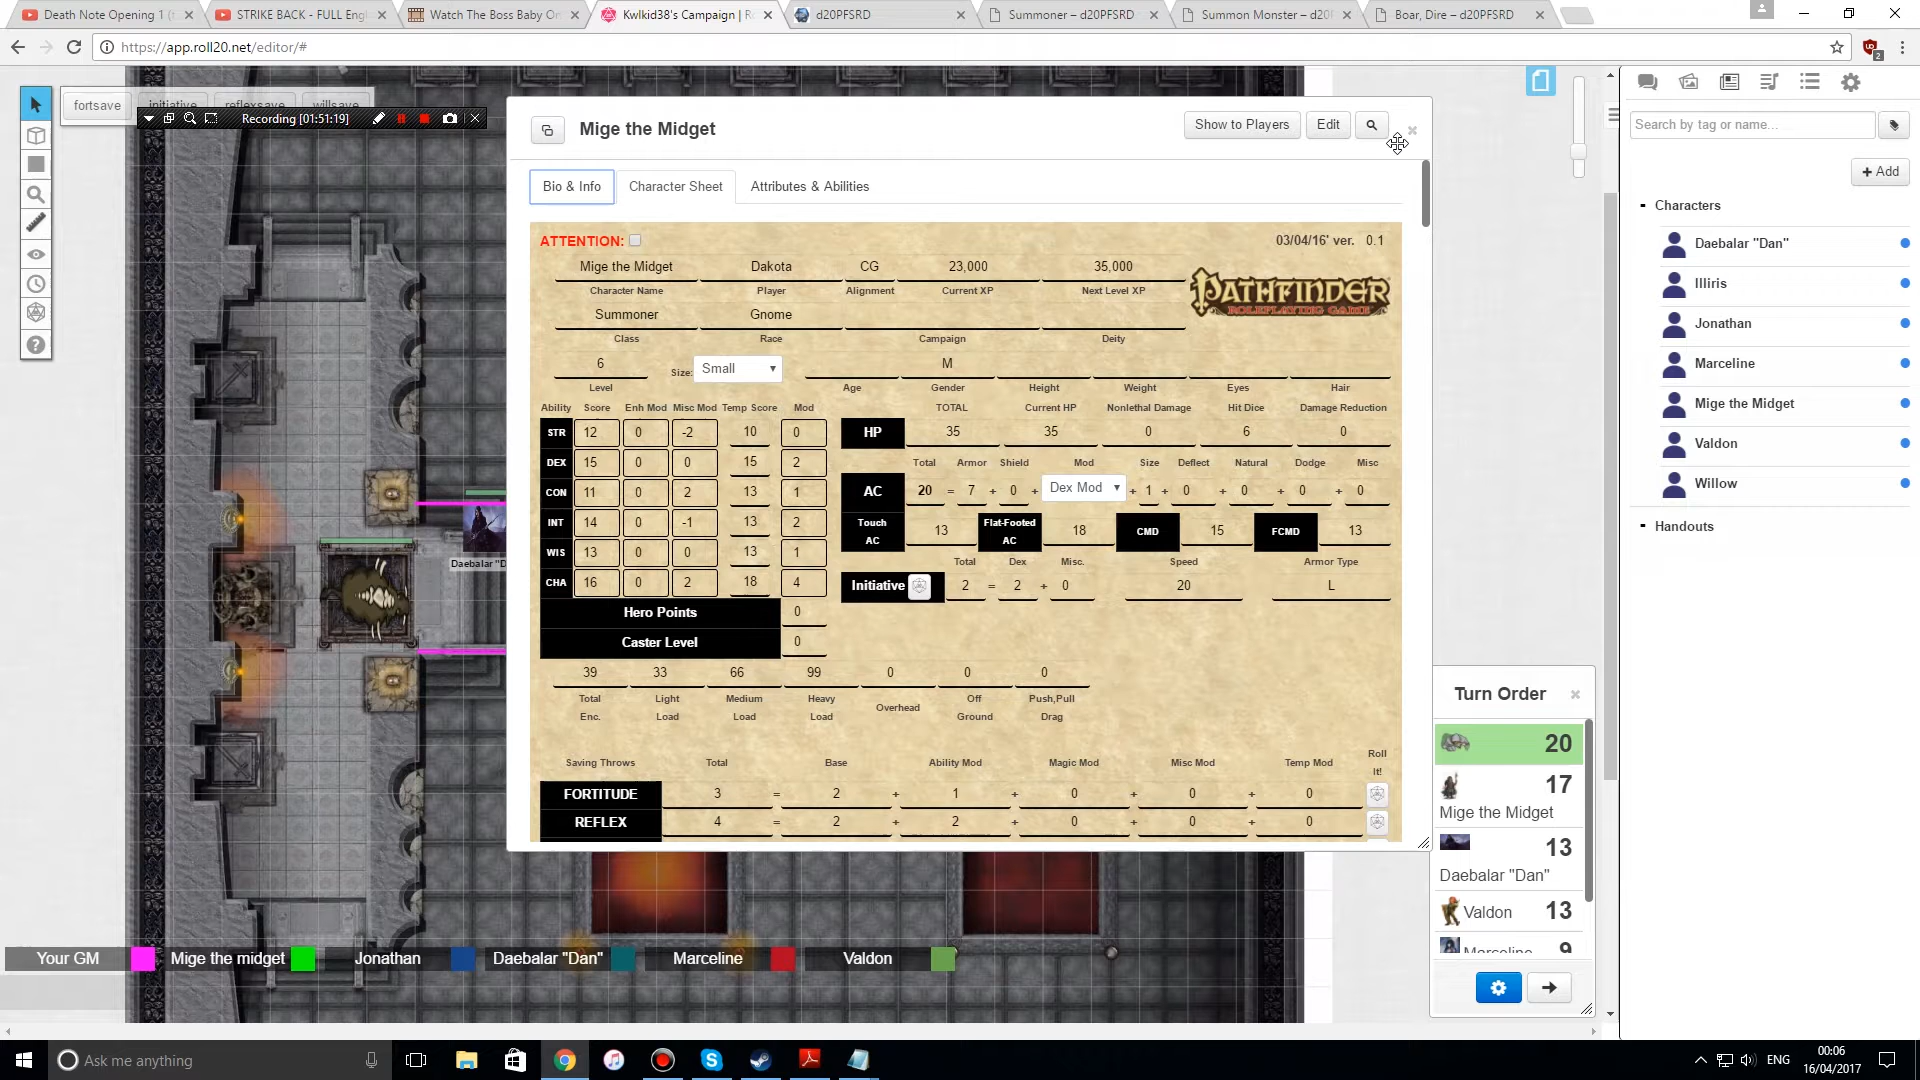 Death Note Opening 1 (
STRIKE BACK - FULL Engl
Watch The Boss Baby On
Kwlkid38's Campaign | R
d20PFSRD
Summoner – d20PFSRD
Summon Monster – d20
Boar, Dire – d20PFSRD
https://app.roll20.net/editor/#
2
fortsave
initiative
reflexsave
willsave
Recording [01:51:19]
Mige the Midget
Show to Players
Edit
Bio & Info
Character Sheet
Attributes & Abilities
ATTENTION:
03/04/16' ver. 0.1
Mige the Midget Dakota CG 23,000 35,000
Character Name Player Alignment Current XP Next Level XP
PATHFINDER
ROLEPLAYING GAME
Summoner Gnome
Class Race Campaign Deity
6 Size: Small M
Level Age Gender Height Weight Eyes Hair
Ability Score Enh Mod Misc Mod Temp Score Mod
STR 12 0 -2 10 0
DEX 15 0 0 15 2
CON 11 0 2 13 1
INT 14 0 -1 13 2
WIS 13 0 0 13 1
CHA 16 0 2 18 4
Hero Points 0
Caster Level 0
TOTAL Current HP Nonlethal Damage Hit Dice Damage Reduction
HP 35 35 0 6 0
Total Armor Shield Mod Size Deflect Natural Dodge Misc
AC 20 = 7 + 0 + Dex Mod + 1 + 0 + 0 + 0 + 0
Touch AC 13 Flat-Footed AC 18 CMD 15 FCMD 13
Total Dex Misc. Speed Armor Type
Initiative 2 = 2 + 0 20 L
39 33 66 99 0 0 0
Total Enc. Light Load Medium Load Heavy Load Overhead Off Ground Push,Pull Drag
Saving Throws Total Base Ability Mod Magic Mod Misc Mod Temp Mod Roll It!
FORTITUDE 3 = 2 + 1 + 0 + 0 + 0
REFLEX 4 = 2 + 2 + 0 + 0 + 0
Daebalar "D
Turn Order
20
17
Mige the Midget
13
Daebalar "Dan"
Valdon 13
Marceline 9
Your GM
Mige the midget
Jonathan
Daebalar "Dan"
Marceline
Valdon
Search by tag or name...
+ Add
Characters
Daebalar "Dan"
Illiris
Jonathan
Marceline
Mige the Midget
Valdon
Willow
Handouts
Ask me anything
ENG
00:06
16/04/2017